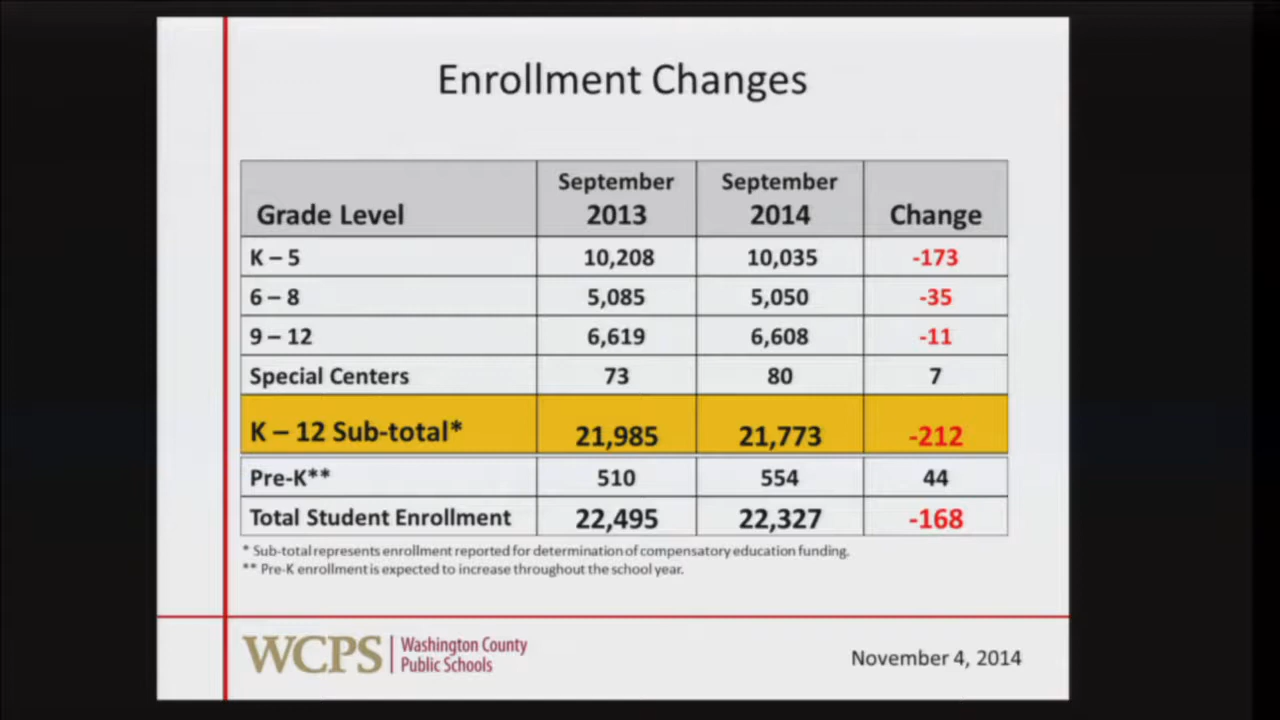 Enrollment Changes
Grade Level September 2013 September 2014 Change
K – 5 10,208 10,035 -173
6 – 8 5,085 5,050 -35
9 – 12 6,619 6,608 -11
Special Centers 73 80 7
K – 12 Sub-total* 21,985 21,773 -212
Pre-K** 510 554 44
Total Student Enrollment 22,495 22,327 -168
* Sub-total represents enrollment reported for determination of compensatory education funding.
** Pre-K enrollment is expected to increase throughout the school year.
WCPS Washington County
Public Schools
November 4, 2014